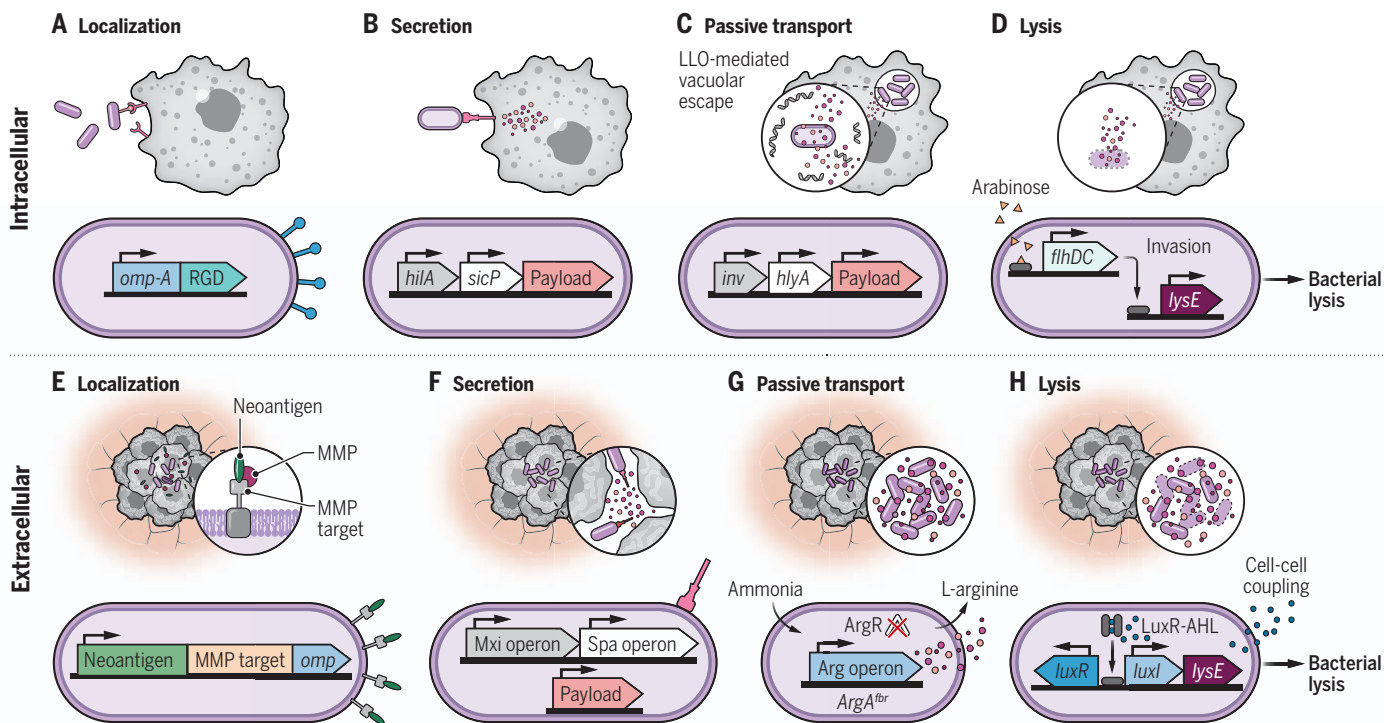 Intracellular
A Localization
omp-A
RGD
B Secretion
hilA
sicP
Payload
C Passive transport
LLO-mediated
vacuolar
escape
inv
hlyA
Payload
D Lysis
Arabinose
flhDC
Invasion
lysE
Bacterial
lysis
Extracellular
E Localization
Neoantigen
MMP
MMP
target
Neoantigen
MMP target
omp
F Secretion
Mxi operon
Spa operon
Payload
G Passive transport
Ammonia
L-arginine
ArgR
Arg operon
ArgAfbr
H Lysis
Cell-cell
coupling
LuxR-AHL
luxR
luxI
lysE
Bacterial
lysis